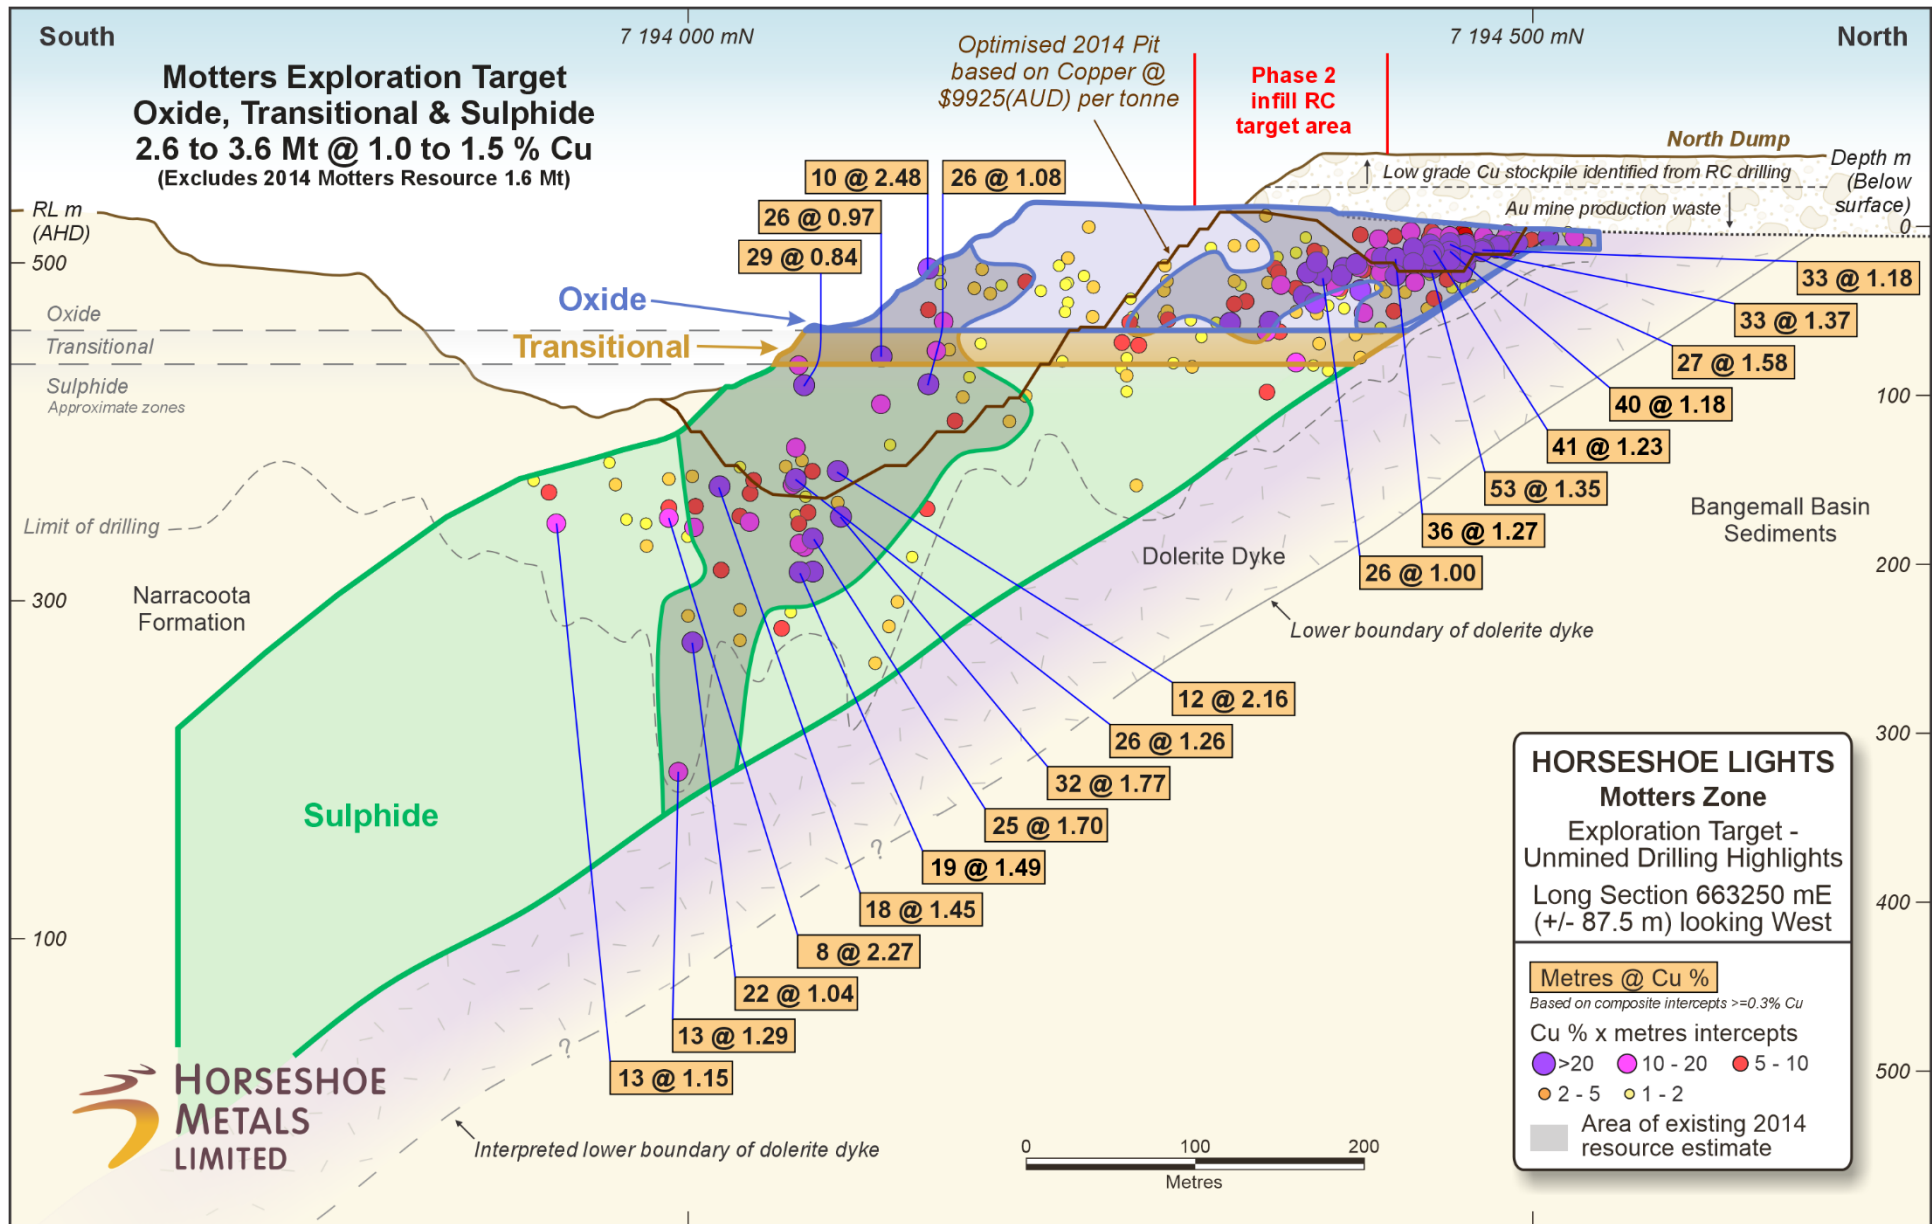 South
7 194 000 mN
7 194 500 mN
North
Motters Exploration Target
Oxide, Transitional & Sulphide
2.6 to 3.6 Mt @ 1.0 to 1.5 % Cu
(Excludes 2014 Motters Resource 1.6 Mt)
Optimised 2014 Pit
based on Copper @
$9925(AUD) per tonne
Phase 2
infill RC
target area
North Dump
Depth m
(Below
surface)
Low grade Cu stockpile identified from RC drilling
Au mine production waste
RL m
(AHD)
500
300
100
0
100
200
300
400
500
10 @ 2.48
26 @ 1.08
26 @ 0.97
29 @ 0.84
Oxide
Transitional
Oxide
Transitional
Sulphide
Approximate zones
33 @ 1.18
33 @ 1.37
27 @ 1.58
40 @ 1.18
41 @ 1.23
53 @ 1.35
36 @ 1.27
26 @ 1.00
Limit of drilling
Narracoota
Formation
Dolerite Dyke
Bangemall Basin
Sediments
Lower boundary of dolerite dyke
12 @ 2.16
26 @ 1.26
32 @ 1.77
25 @ 1.70
19 @ 1.49
18 @ 1.45
8 @ 2.27
22 @ 1.04
13 @ 1.29
13 @ 1.15
Sulphide
?
?
Interpreted lower boundary of dolerite dyke
HORSESHOE
METALS
LIMITED
0
100
200
Metres
HORSESHOE LIGHTS
Motters Zone
Exploration Target -
Unmined Drilling Highlights
Long Section 663250 mE
(+/- 87.5 m) looking West
Metres @ Cu %
Based on composite intercepts >=0.3% Cu
Cu % x metres intercepts
>20
10 - 20
5 - 10
2 - 5
1 - 2
Area of existing 2014
resource estimate